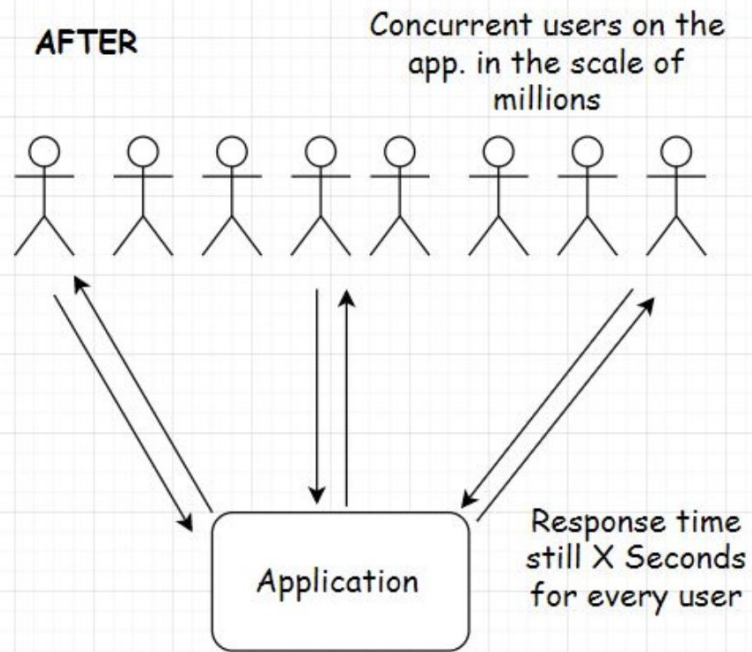 AFTER
Concurrent users on the
app. in the scale of
millions
Application
Response time
still X Seconds
for every user